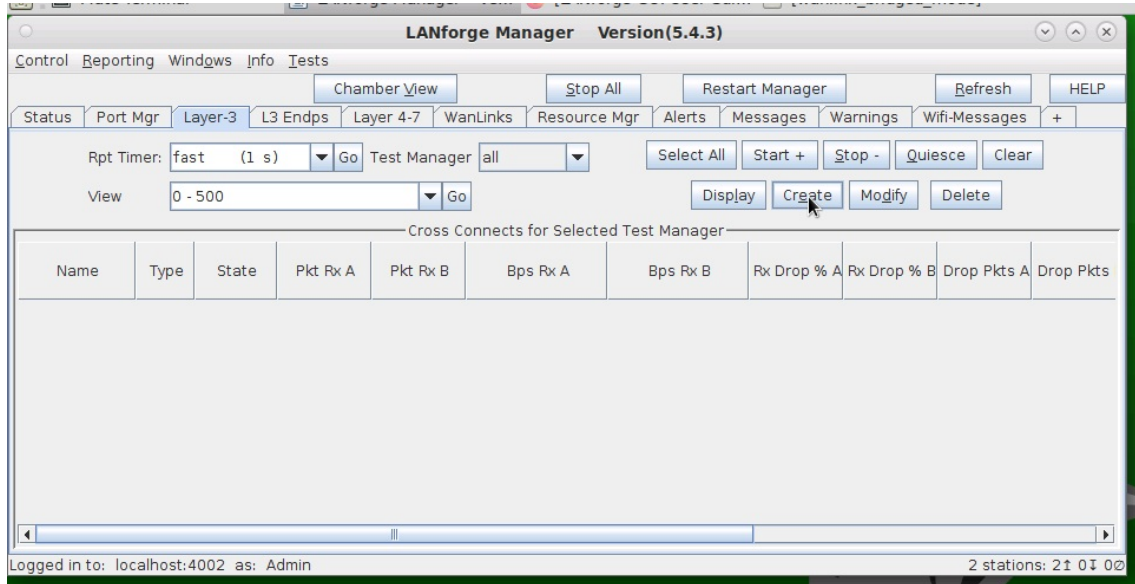 LANforge Manager Version(5.4.3)
Control Reporting Windows Info Tests
Chamber View Stop All Restart Manager Refresh HELP
Status Port Mgr Layer-3 L3 Endps Layer 4-7 WanLinks Resource Mgr Alerts Messages Warnings Wifi-Messages +
Rpt Timer: fast (1 s) Go Test Manager all Select All Start + Stop - Quiesce Clear
View 0 - 500 Go Display Create Modify Delete
Cross Connects for Selected Test Manager
Name Type State Pkt Rx A Pkt Rx B Bps Rx A Bps Rx B Rx Drop % A Rx Drop % B Drop Pkts A Drop Pkts
Logged in to: localhost:4002 as: Admin 2 stations: 2↥ 0↧ 0∅